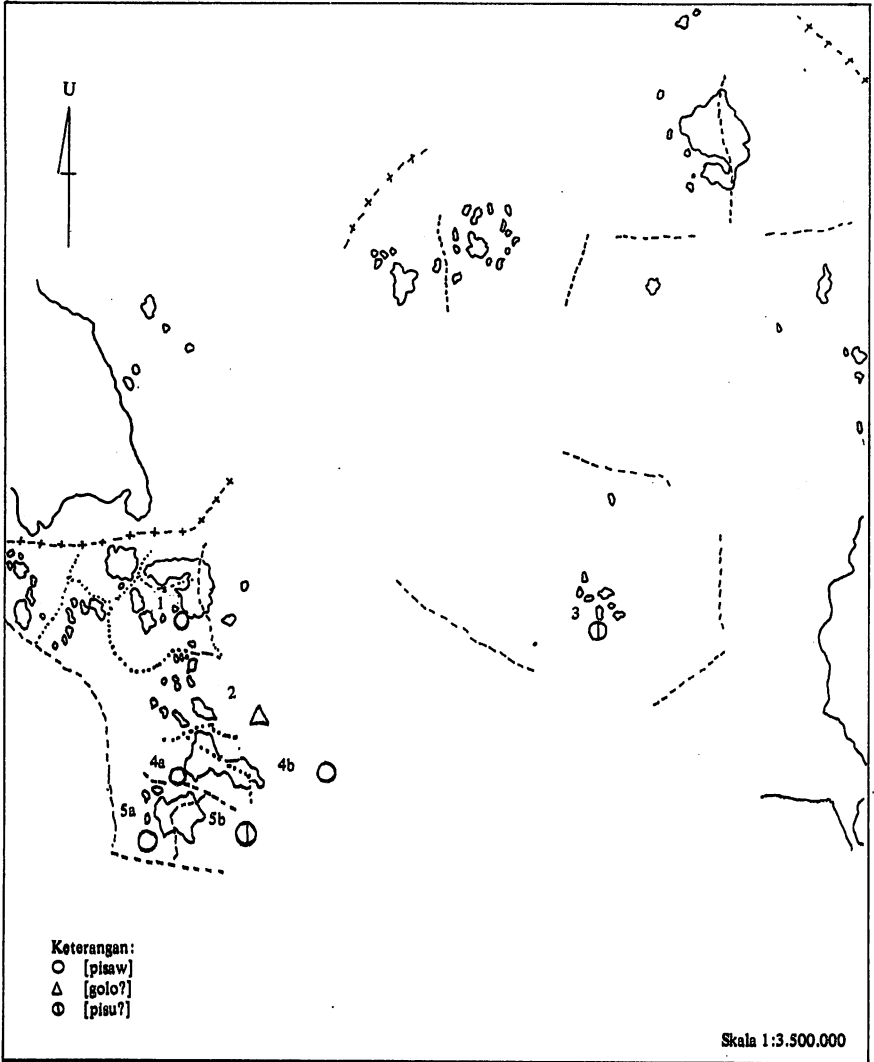 U
1
3
2
4a
4b
5a
5b
Keterangan:
[pisaw]
[golo?]
[pisu?]
Skala 1:3.500.000